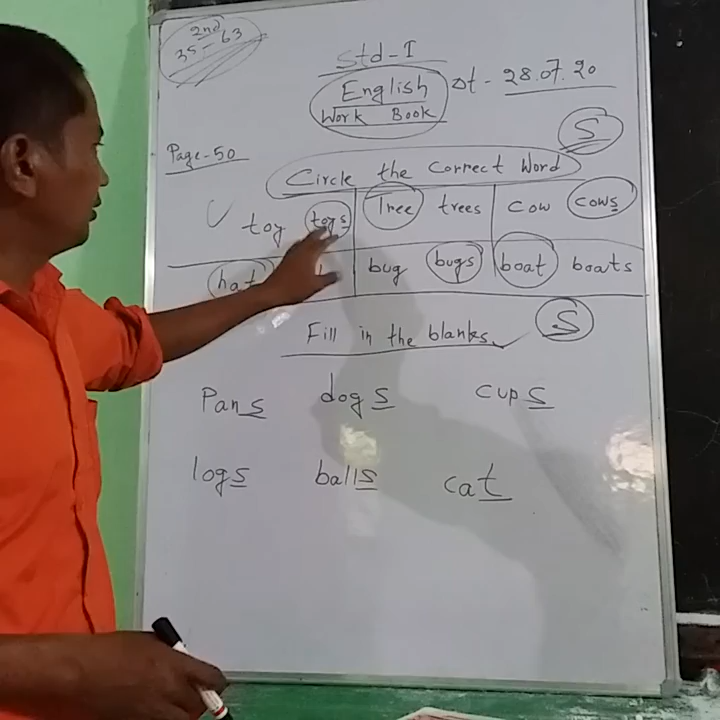 2nd
35-63
Std-I
English Dt-28.07.20
Work Book
S
Page-50
Circle the Correct Word
toy toys Tree trees cow cows
hat bug bugs boat boats
Fill in the blanks. S
Pans dogs cups
logs balls cat